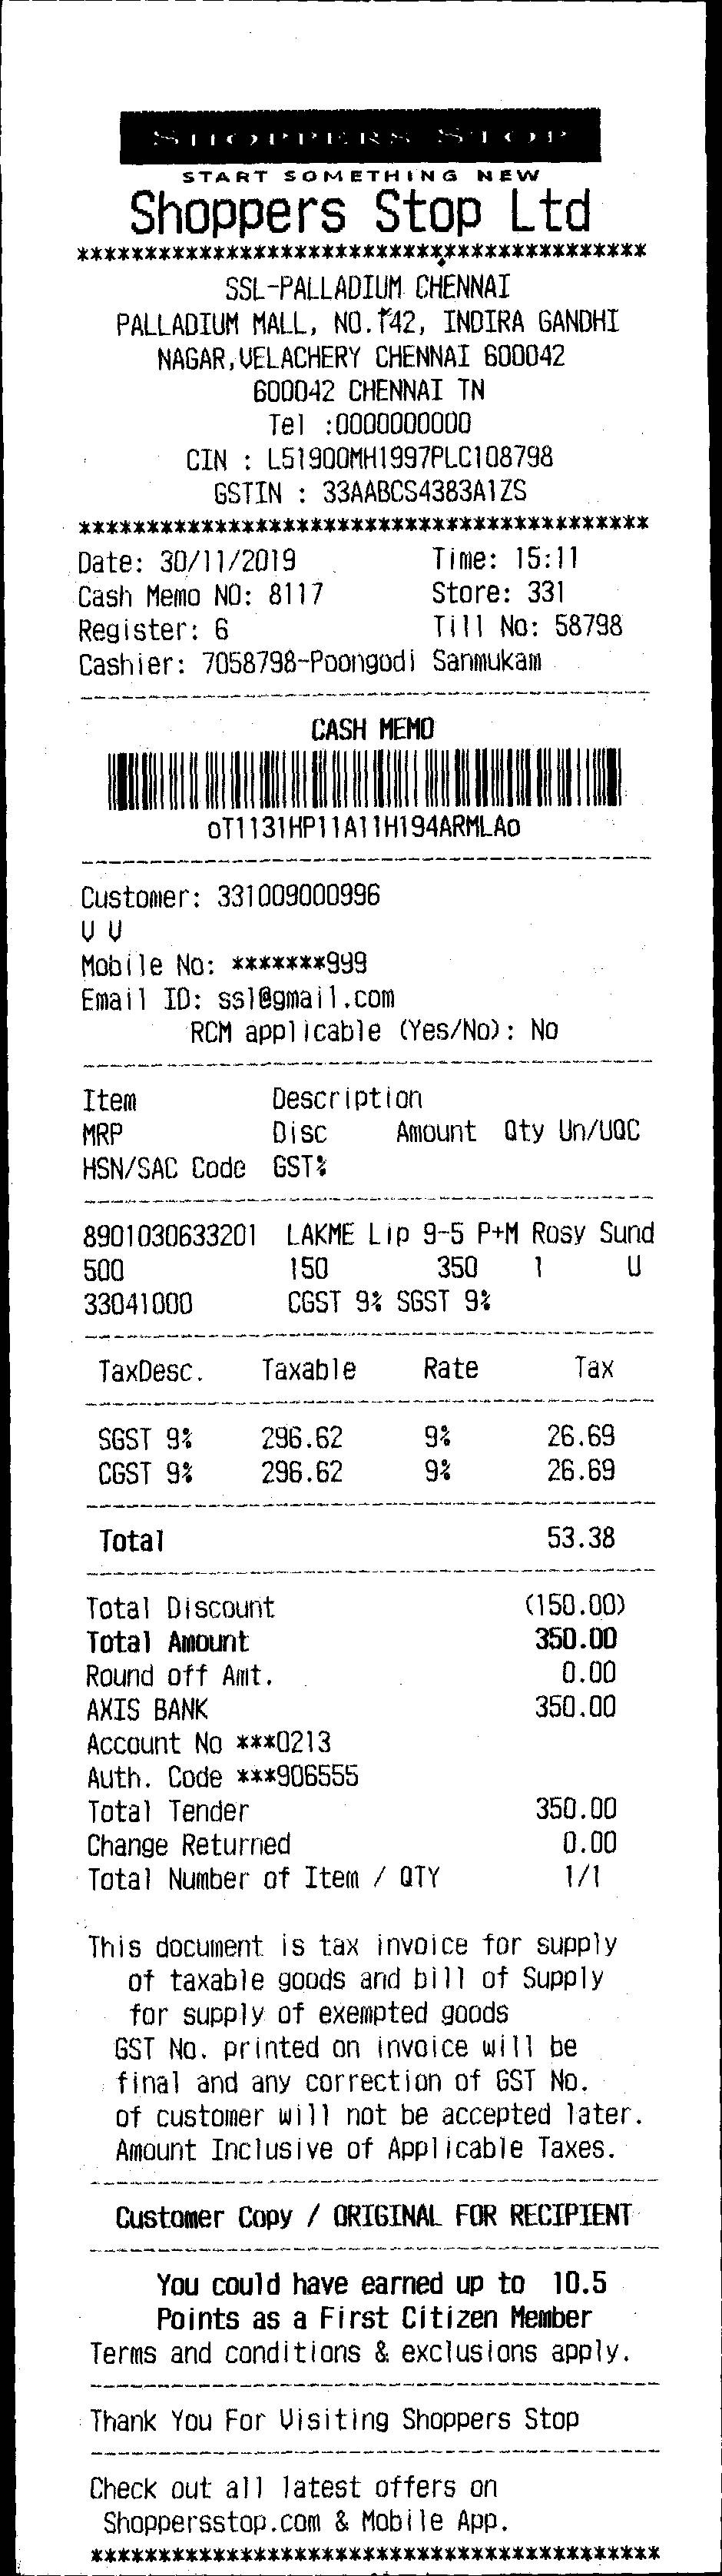 SHOPPERS STOP
START SOMETHING NEW
Shoppers Stop Ltd
******************************************
SSL-PALLADIUM CHENNAI
PALLADIUM MALL, NO.142, INDIRA GANDHI
NAGAR,VELACHERY CHENNAI 600042
600042 CHENNAI TN
Tel :0000000000
CIN : L51900MH1997PLC108798
GSTIN : 33AABCS4383A1ZS
******************************************
Date: 30/11/2019 Time: 15:11
Cash Memo NO: 8117 Store: 331
Register: 6 Till No: 58798
Cashier: 7058798-Poongodi Sanmukam
CASH MEMO
oT1131HP11A11H194ARMLAo
Customer: 331009000996
V V
Mobile No: *******999
Email ID: ssl@gmail.com
RCM applicable (Yes/No): No
Item Description
MRP Disc Amount Qty Un/UQC
HSN/SAC Code GST%
8901030633201 LAKME Lip 9-5 P+M Rosy Sund
500 150 350 1 U
33041000 CGST 9% SGST 9%
TaxDesc. Taxable Rate Tax
SGST 9% 296.62 9% 26.69
CGST 9% 296.62 9% 26.69
Total 53.38
Total Discount (150.00)
Total Amount 350.00
Round off Amt. 0.00
AXIS BANK 350.00
Account No ***0213
Auth. Code ***906555
Total Tender 350.00
Change Returned 0.00
Total Number of Item / QTY 1/1
This document is tax invoice for supply
of taxable goods and bill of Supply
for supply of exempted goods
GST No. printed on invoice will be
final and any correction of GST No.
of customer will not be accepted later.
Amount Inclusive of Applicable Taxes.
Customer Copy / ORIGINAL FOR RECIPIENT
You could have earned up to 10.5
Points as a First Citizen Member
Terms and conditions & exclusions apply.
Thank You For Visiting Shoppers Stop
Check out all latest offers on
Shoppersstop.com & Mobile App.
******************************************